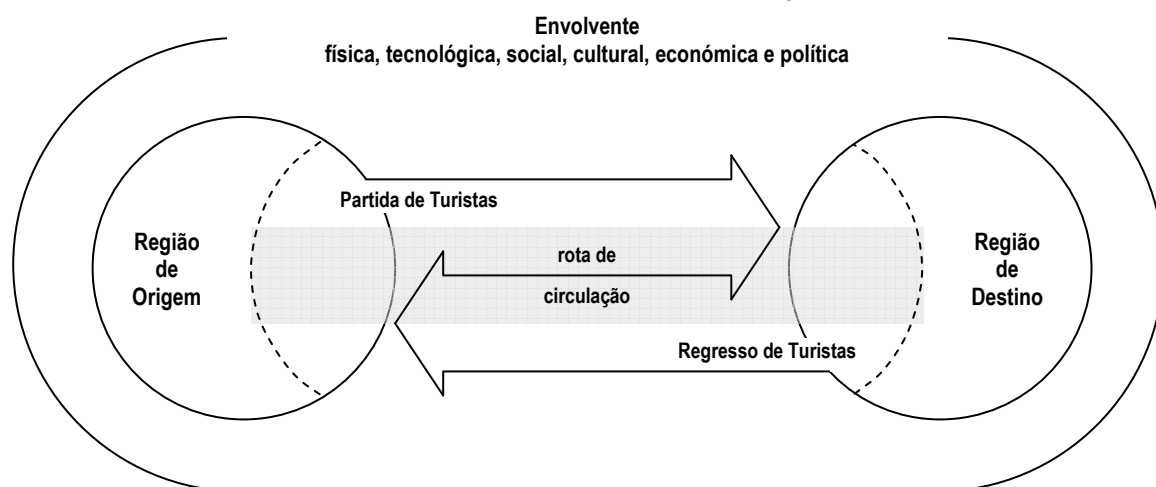 Envolvente
física, tecnológica, social, cultural, económica e política
Partida de Turistas
Região
de
Origem
rota de
circulação
Região
de
Destino
Regresso de Turistas